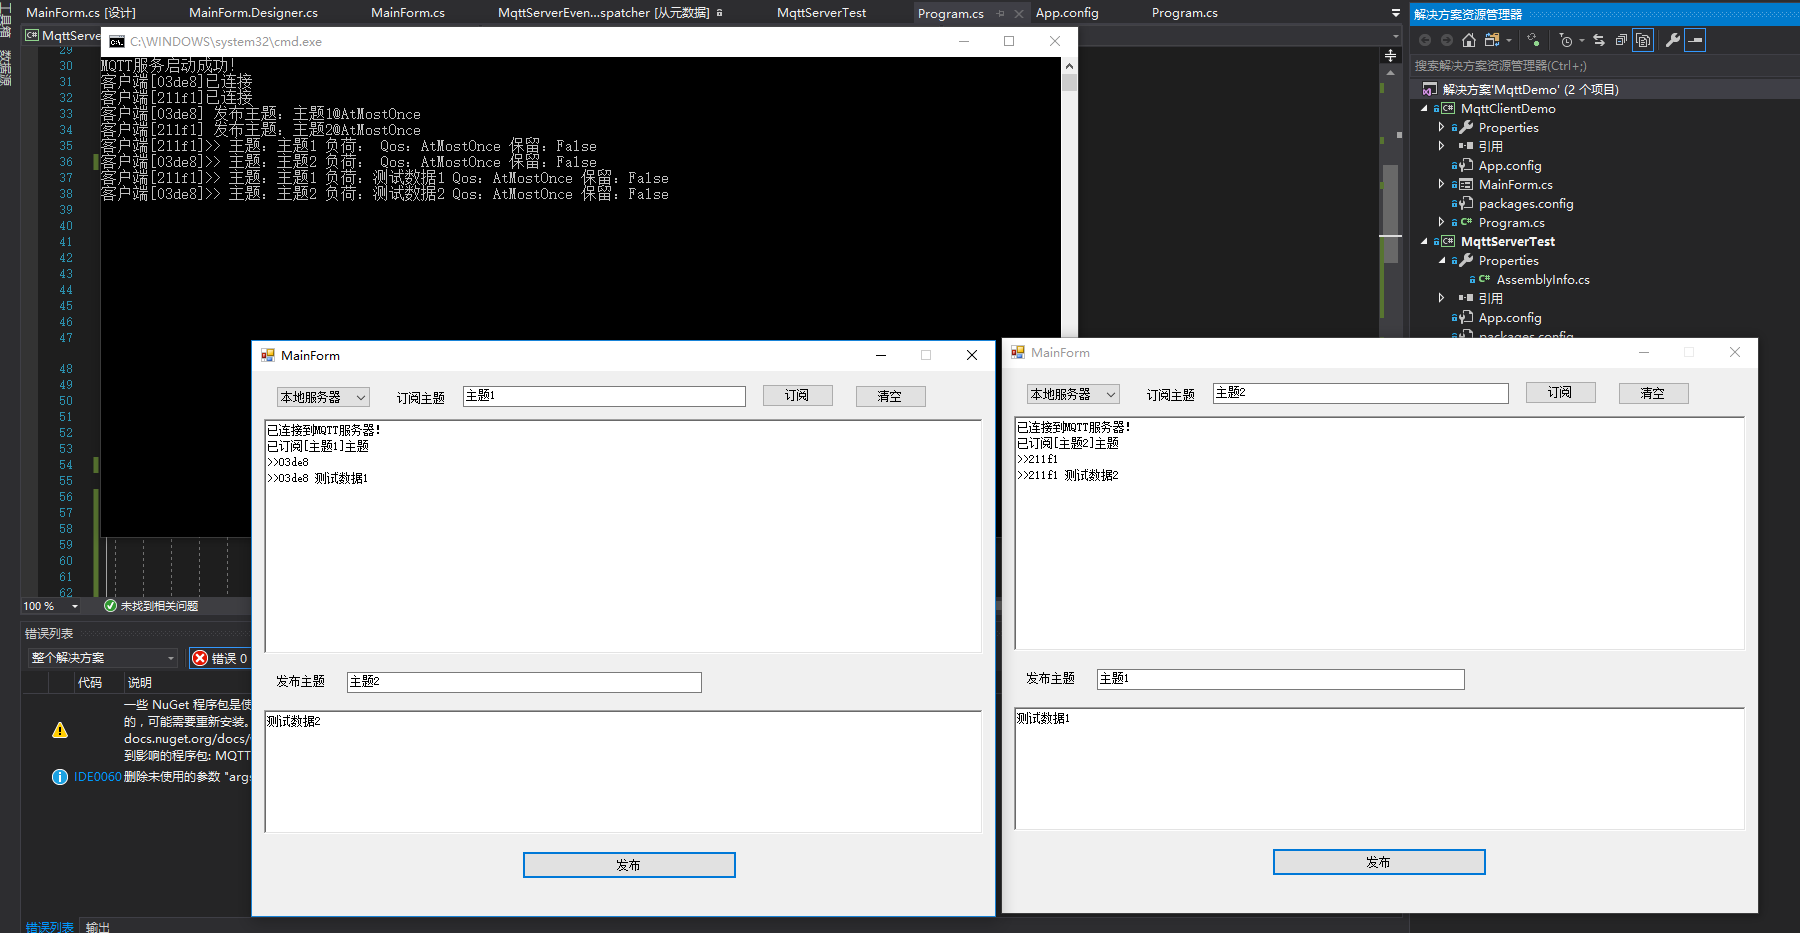 MainForm.cs [设计]
MainForm.Designer.cs
MainForm.cs
MqttServerEven...spatcher [从元数据]
MqttServerTest
Program.cs
App.config
Program.cs
解决方案资源管理器
工具箱
数据源
MqttServe
C:\WINDOWS\system32\cmd.exe
搜索解决方案资源管理器(Ctrl+;)
解决方案'MqttDemo' (2 个项目)
MqttClientDemo
Properties
引用
App.config
MainForm.cs
packages.config
Program.cs
MqttServerTest
Properties
AssemblyInfo.cs
引用
App.config
packages.config
29
30
31
32
33
34
35
36
37
38
39
40
41
42
43
44
45
46
47
48
49
50
51
52
53
54
55
56
57
58
59
60
61
62
MQTT服务启动成功!
客户端[03de8]已连接
客户端[211f1]已连接
客户端[03de8] 发布主题：主题1@AtMostOnce
客户端[211f1] 发布主题：主题2@AtMostOnce
客户端[211f1]>> 主题：主题1 负荷： Qos：AtMostOnce 保留：False
客户端[03de8]>> 主题：主题2 负荷： Qos：AtMostOnce 保留：False
客户端[211f1]>> 主题：主题1 负荷：测试数据1 Qos：AtMostOnce 保留：False
客户端[03de8]>> 主题：主题2 负荷：测试数据2 Qos：AtMostOnce 保留：False
MainForm
本地服务器 订阅主题 主题1 订阅 清空
已连接到MQTT服务器!
已订阅[主题1]主题
>>03de8
>>03de8 测试数据1
发布主题 主题2
测试数据2
发布
MainForm
本地服务器 订阅主题 主题2 订阅 清空
已连接到MQTT服务器!
已订阅[主题2]主题
>>211f1
>>211f1 测试数据2
发布主题 主题1
测试数据1
发布
100 % 未找到相关问题
错误列表
整个解决方案 错误 0
代码 说明
一些 NuGet 程序包是使
的，可能需要重新安装。
docs.nuget.org/docs/
到影响的程序包: MQTT
IDE0060 删除未使用的参数 "args
错误列表 输出